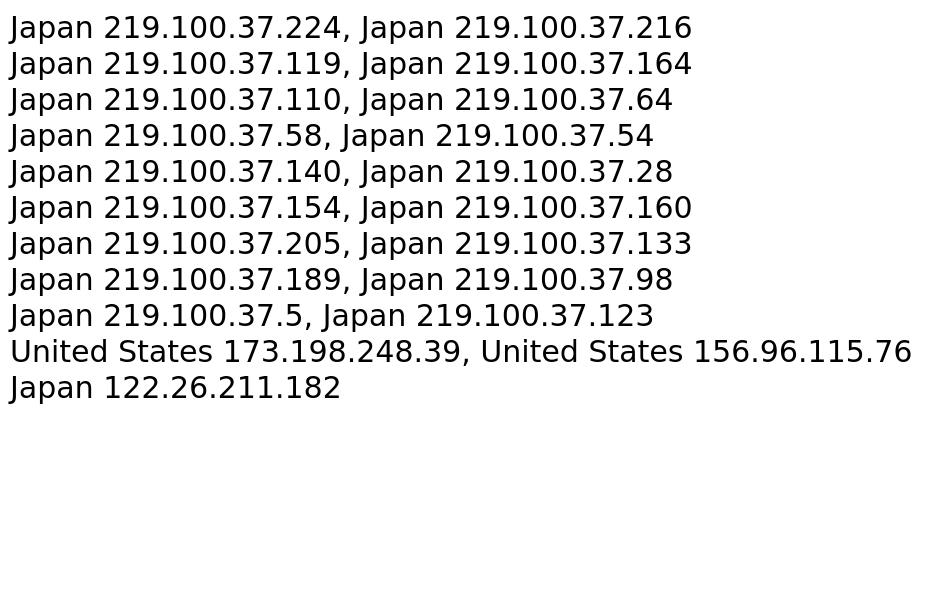 Japan 219.100.37.224, Japan 219.100.37.216
Japan 219.100.37.119, Japan 219.100.37.164
Japan 219.100.37.110, Japan 219.100.37.64
Japan 219.100.37.58, Japan 219.100.37.54
Japan 219.100.37.140, Japan 219.100.37.28
Japan 219.100.37.154, Japan 219.100.37.160
Japan 219.100.37.205, Japan 219.100.37.133
Japan 219.100.37.189, Japan 219.100.37.98
Japan 219.100.37.5, Japan 219.100.37.123
United States 173.198.248.39, United States 156.96.115.76
Japan 122.26.211.182